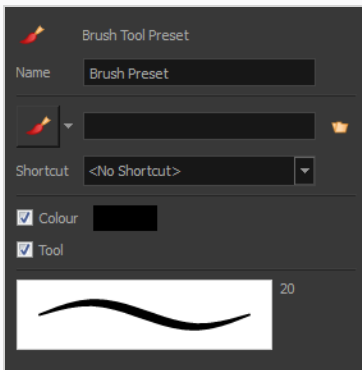 Brush Tool Preset
Name Brush Preset
Shortcut <No Shortcut>
Colour
Tool
20